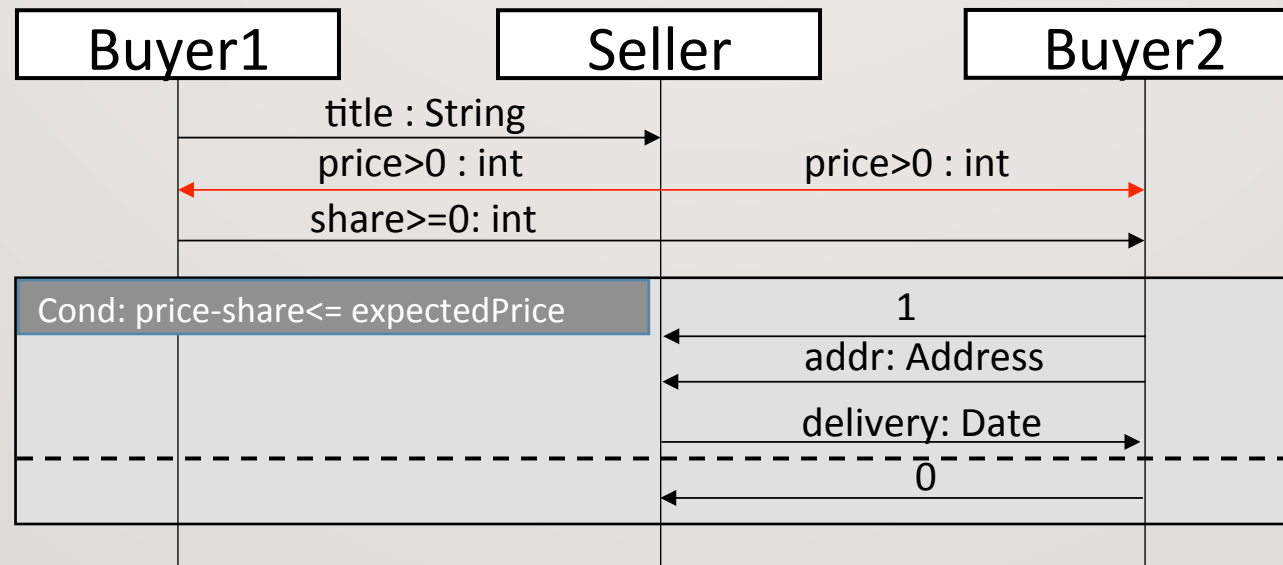 Buyer1 Seller Buyer2
title : String
price>0 : int price>0 : int
share>=0: int
Cond: price-share<= expectedPrice
1
addr: Address
delivery: Date
0